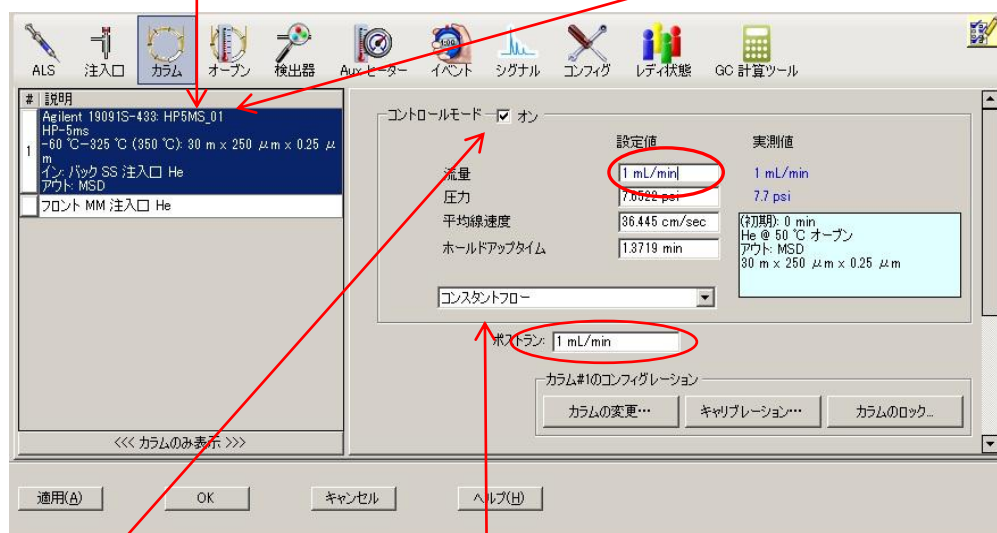 ALS
注入口
カラム
オーブン
検出器
Aux ヒーター
イベント
シグナル
コンフィグ
レディ状態
GC 計算ツール
# 説明
1
Agilent 19091S-433: HP5MS_01
HP-5ms
-60 ℃-325 ℃ (350 ℃): 30 m x 250 μm x 0.25 μ
m
イン: バック SS 注入口 He
アウト: MSD
フロント MM 注入口 He
<<< カラムのみ表示 >>>
コントロールモード オン
設定値 実測値
流量 1 mL/min 1 mL/min
圧力 7.6522 psi 7.7 psi
平均線速度 36.445 cm/sec
ホールドアップタイム 1.3719 min
(初期): 0 min
He @ 50 ℃ オーブン
アウト: MSD
30 m x 250 μm x 0.25 μm
コンスタントフロー
ポストラン: 1 mL/min
カラム#1のコンフィグレーション
カラムの変更… キャリブレーション… カラムのロック...
適用(A) OK キャンセル ヘルプ(H)